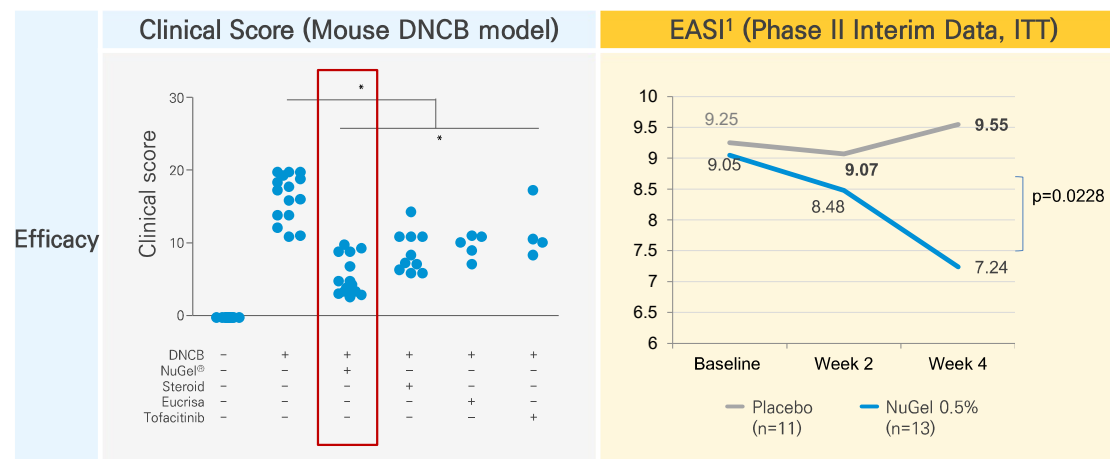 Clinical Score (Mouse DNCB model)
EASI¹ (Phase II Interim Data, ITT)
Efficacy
Clinical score
30
20
10
0
*
*
DNCB – + + + + +
NuGel® – – + – – –
Steroid – – – + – –
Eucrisa – – – – + –
Tofacitinib – – – – – +
10
9.5
9
8.5
8
7.5
7
6.5
6
9.25
9.05
9.07
8.48
9.55
7.24
p=0.0228
Baseline Week 2 Week 4
Placebo
(n=11)
NuGel 0.5%
(n=13)